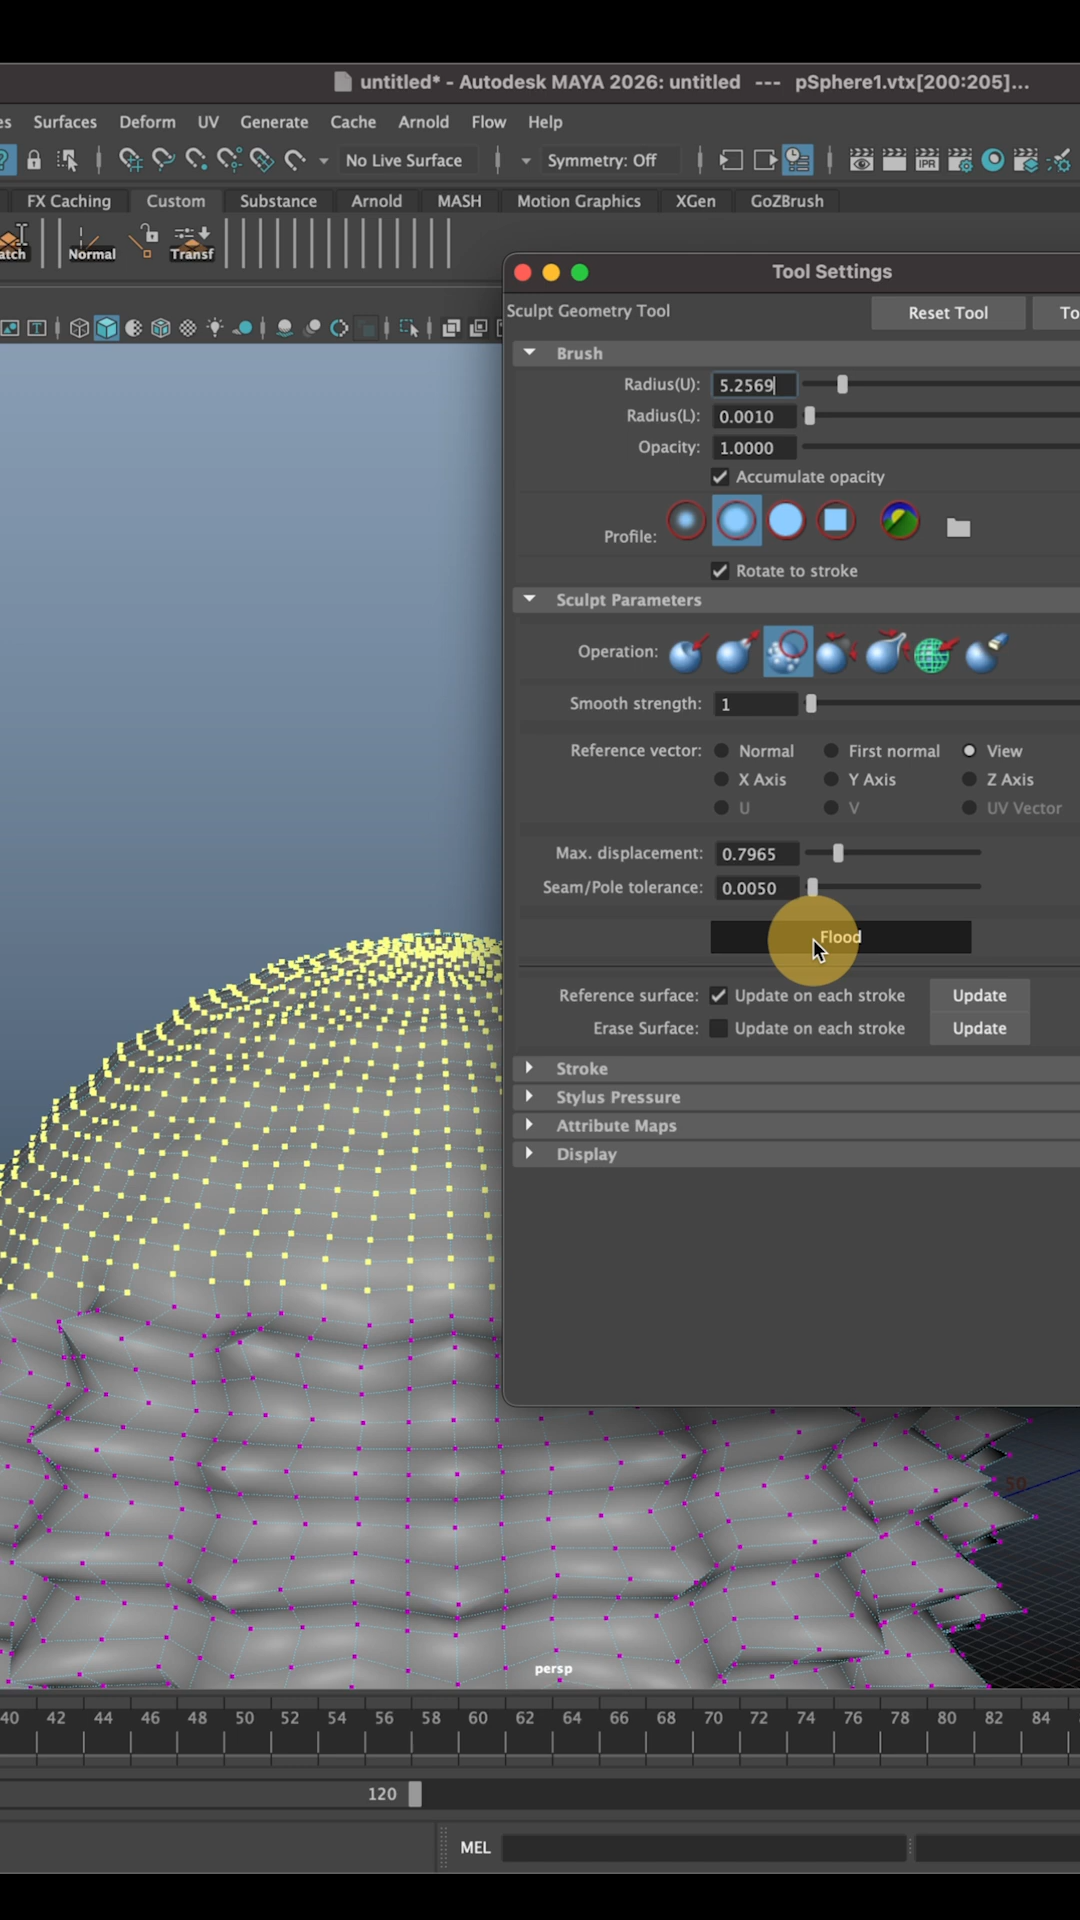 untitled* - Autodesk MAYA 2026: untitled --- pSphere1.vtx[200:205]...
es Surfaces Deform UV Generate Cache Arnold Flow Help
No Live Surface Symmetry: Off IPR
FX Caching Custom Substance Arnold MASH Motion Graphics XGen GoZBrush
atch Normal Transf
Tool Settings
Sculpt Geometry Tool Reset Tool To
Brush
Radius(U): 5.2569
Radius(L): 0.0010
Opacity: 1.0000
Accumulate opacity
Profile:
Rotate to stroke
Sculpt Parameters
Operation:
Smooth strength: 1
Reference vector: Normal First normal View
X Axis Y Axis Z Axis
U V UV Vector
Max. displacement: 0.7965
Seam/Pole tolerance: 0.0050
Flood
Reference surface: Update on each stroke Update
Erase Surface: Update on each stroke Update
Stroke
Stylus Pressure
Attribute Maps
Display
50
persp
40 42 44 46 48 50 52 54 56 58 60 62 64 66 68 70 72 74 76 78 80 82 84
120
MEL